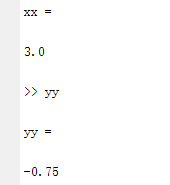 xx =
3.0
>> yy
yy =
-0.75